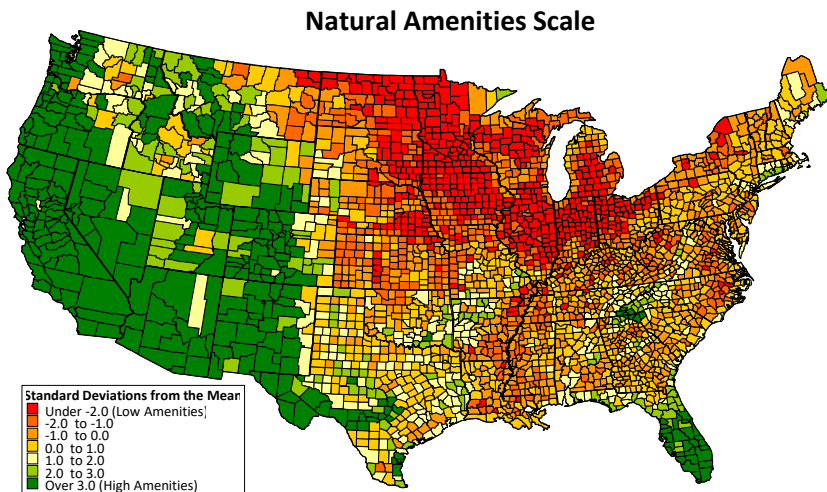 Natural Amenities Scale
Standard Deviations from the Mean
Under -2.0 (Low Amenities)
-2.0 to -1.0
-1.0 to 0.0
0.0 to 1.0
1.0 to 2.0
2.0 to 3.0
Over 3.0 (High Amenities)